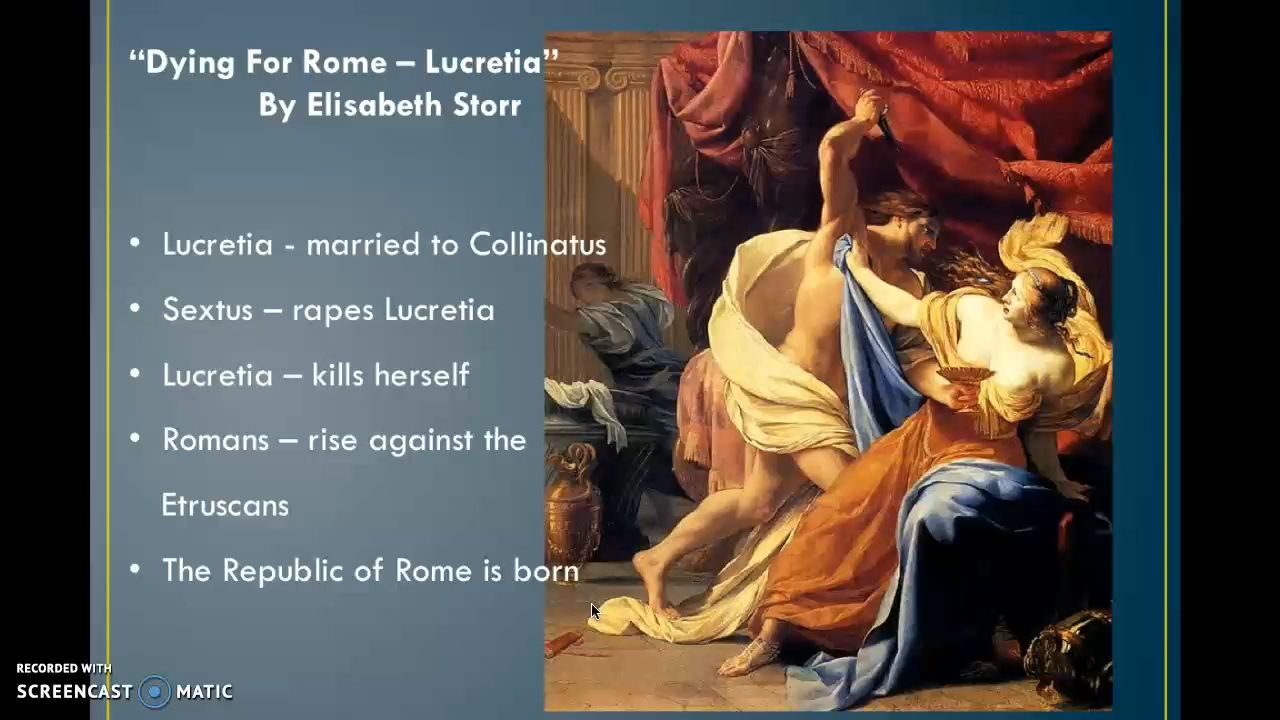 “Dying For Rome – Lucretia”
By Elisabeth Storr
• Lucretia - married to Collinatus
• Sextus – rapes Lucretia
• Lucretia – kills herself
• Romans – rise against the
Etruscans
• The Republic of Rome is born
RECORDED WITH
SCREENCAST MATIC